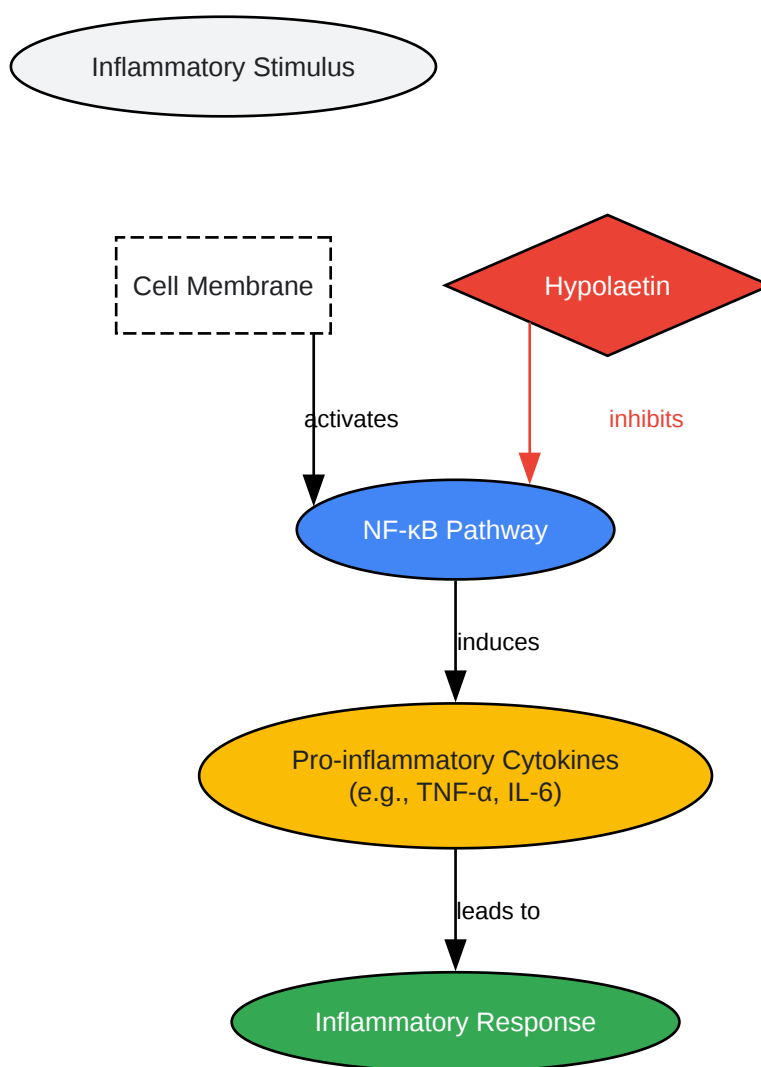 Inflammatory Stimulus
Cell Membrane
Hypolaetin
activates
inhibits
NF-κB Pathway
induces
Pro-inflammatory Cytokines
(e.g., TNF-α, IL-6)
leads to
Inflammatory Response